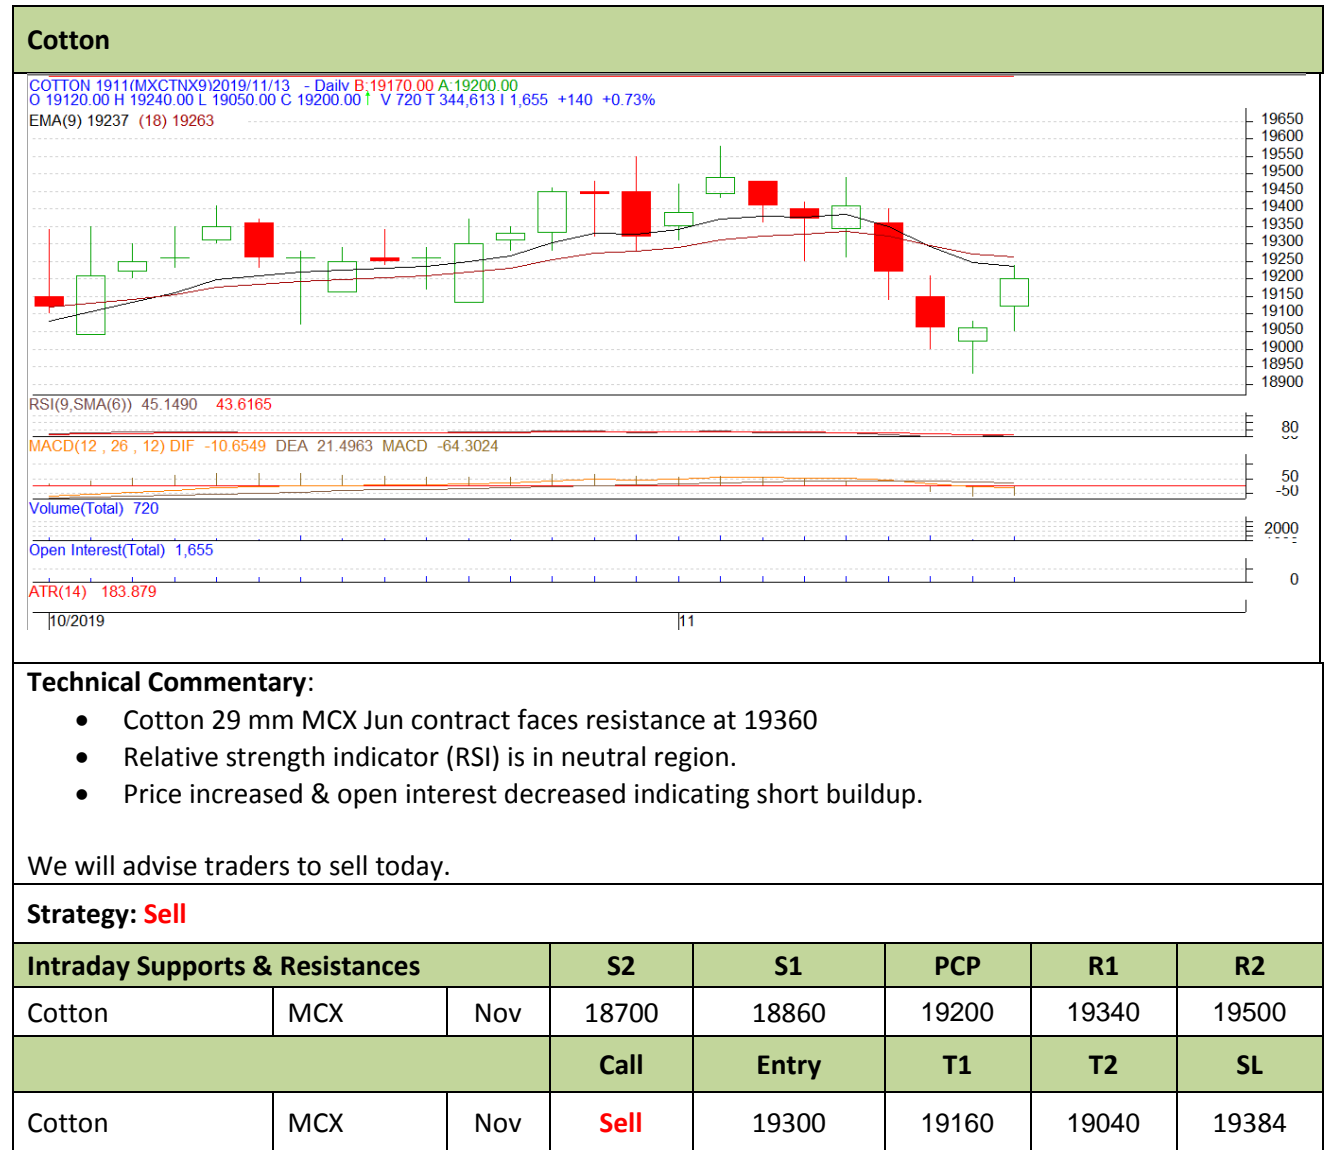 Cotton
COTTON 1911(MXCTNX9)2019/11/13 - Daily B:19170.00 A:19200.00
O 19120.00 H 19240.00 L 19050.00 C 19200.00↑ V 720 T 344,613 I 1,655 +140 +0.73%
EMA(9) 19237 (18) 19263
19650
19600
19550
19500
19450
19400
19350
19300
19250
19200
19150
19100
19050
19000
18950
18900
RSI(9,SMA(6)) 45.1490 43.6165
80
MACD(12 , 26 , 12) DIF -10.6549 DEA 21.4963 MACD -64.3024
50
-50
Volume(Total) 720
2000
Open Interest(Total) 1,655
0
ATR(14) 183.879
10/2019 11
Technical Commentary:
• Cotton 29 mm MCX Jun contract faces resistance at 19360
• Relative strength indicator (RSI) is in neutral region.
• Price increased & open interest decreased indicating short buildup.
We will advise traders to sell today.
Strategy: Sell
Intraday Supports & Resistances S2 S1 PCP R1 R2
Cotton MCX Nov 18700 18860 19200 19340 19500
Call Entry T1 T2 SL
Cotton MCX Nov Sell 19300 19160 19040 19384